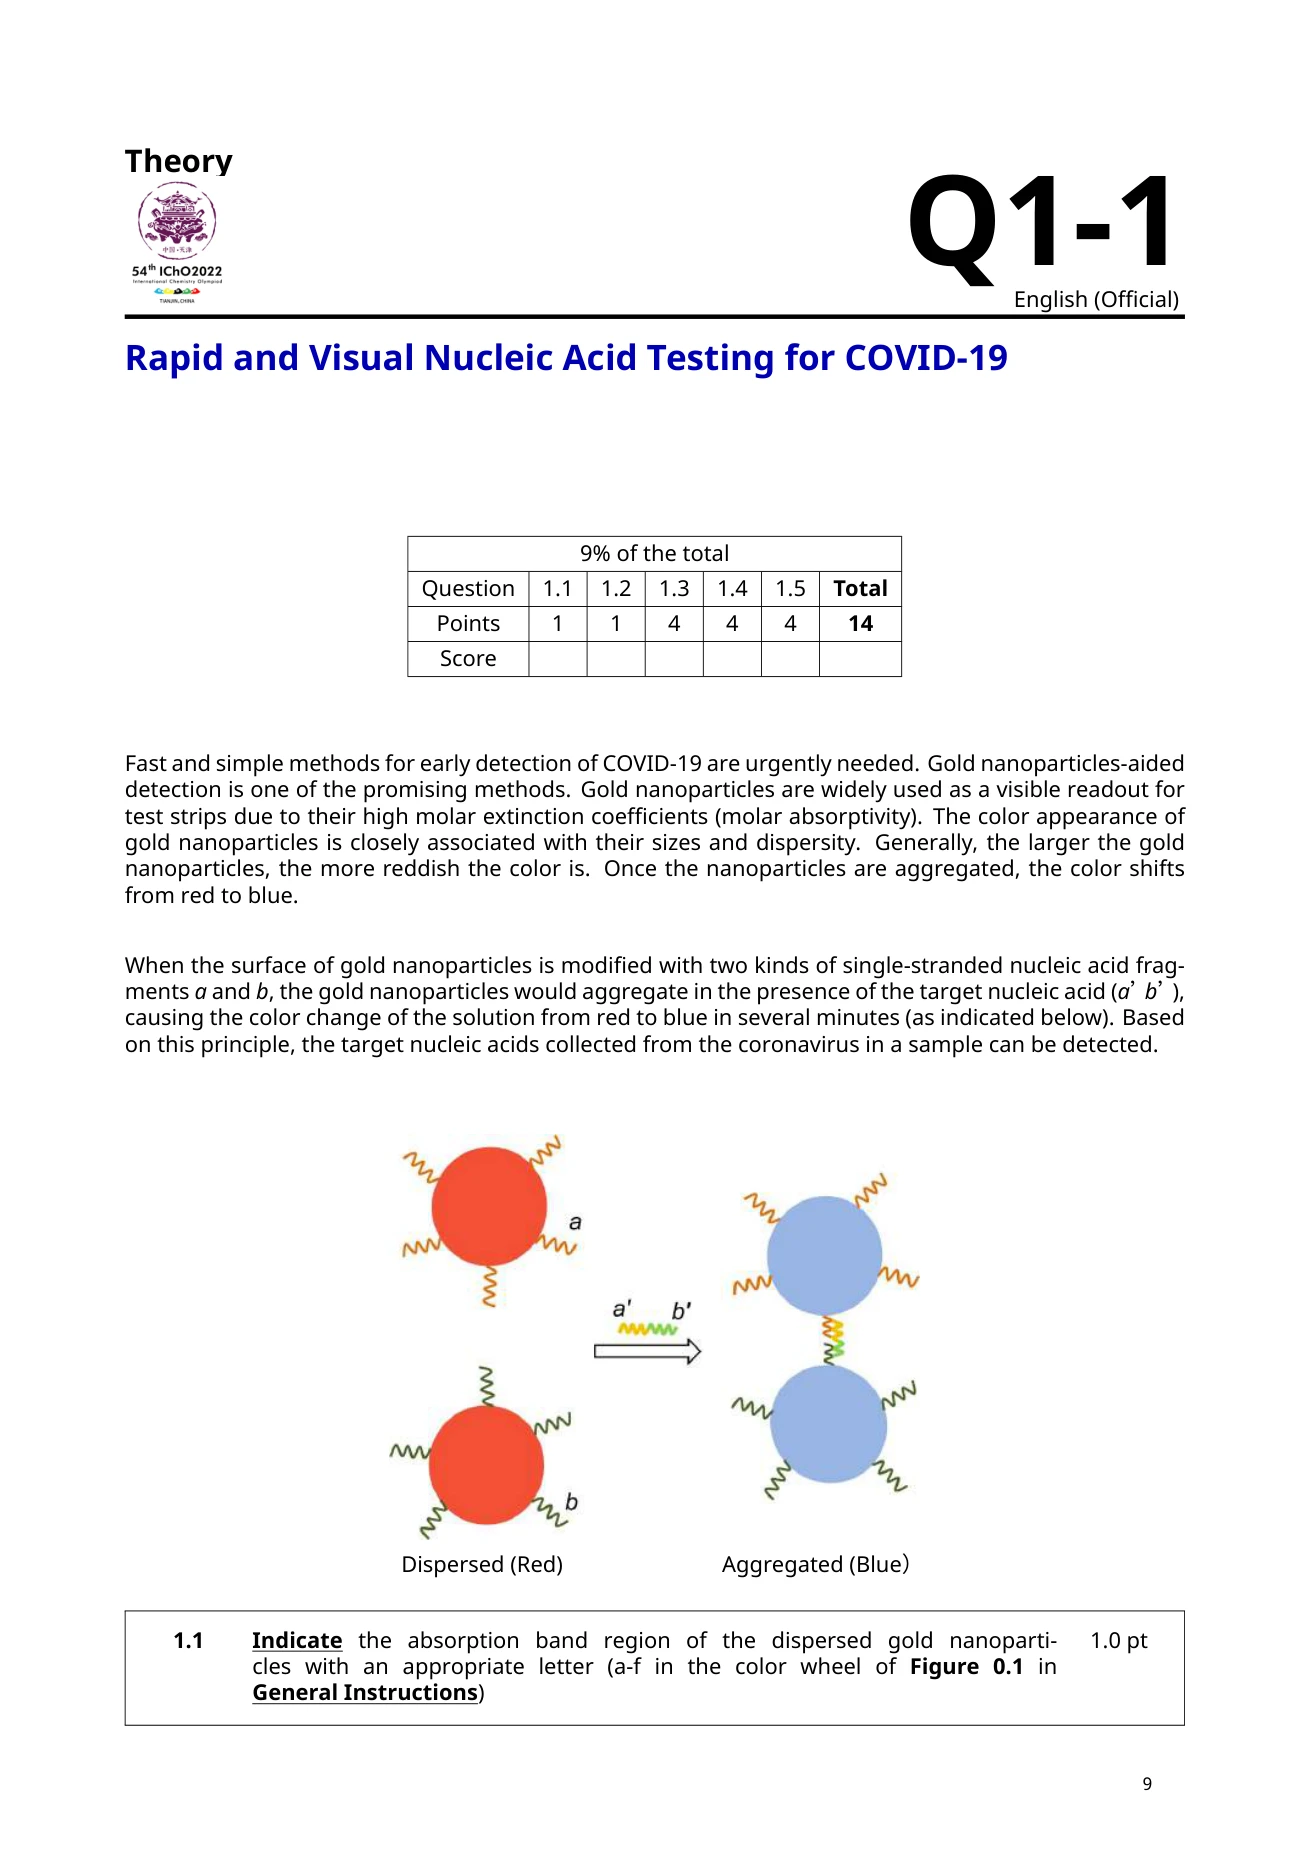 Theory
中国·天津
54th IChO2022
International Chemistry Olympiad
TIANJIN, CHINA
Q1-1
English (Official)
Rapid and Visual Nucleic Acid Testing for COVID-19
9% of the total
Question 1.1 1.2 1.3 1.4 1.5 Total
Points 1 1 4 4 4 14
Score
Fast and simple methods for early detection of COVID-19 are urgently needed. Gold nanoparticles-aided
detection is one of the promising methods. Gold nanoparticles are widely used as a visible readout for
test strips due to their high molar extinction coefficients (molar absorptivity). The color appearance of
gold nanoparticles is closely associated with their sizes and dispersity. Generally, the larger the gold
nanoparticles, the more reddish the color is. Once the nanoparticles are aggregated, the color shifts
from red to blue.
When the surface of gold nanoparticles is modified with two kinds of single-stranded nucleic acid frag-
ments a and b, the gold nanoparticles would aggregate in the presence of the target nucleic acid (a’ b’ ),
causing the color change of the solution from red to blue in several minutes (as indicated below). Based
on this principle, the target nucleic acids collected from the coronavirus in a sample can be detected.
a
a' b'
b
Dispersed (Red) Aggregated (Blue）
1.1 Indicate the absorption band region of the dispersed gold nanoparti- 1.0 pt
cles with an appropriate letter (a-f in the color wheel of Figure 0.1 in
General Instructions)
9